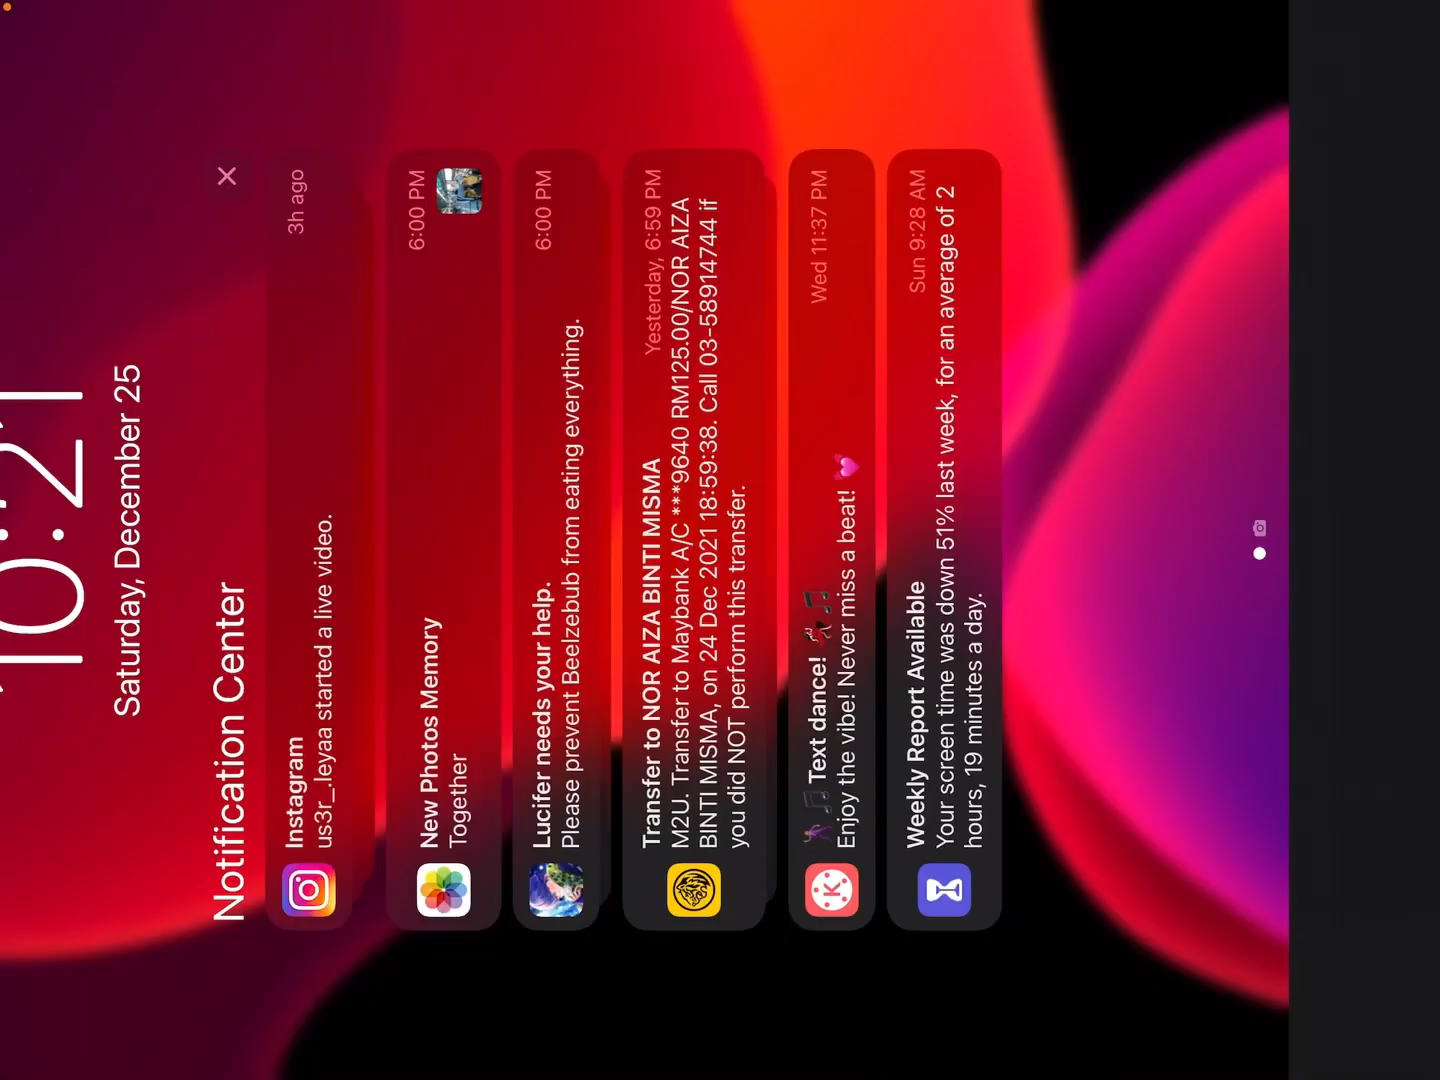 10:21
Saturday, December 25
Notification Center
Instagram
3h ago
us3r_.leyaa started a live video.
New Photos Memory
6:00 PM
Together
Lucifer needs your help.
6:00 PM
Please prevent Beelzebub from eating everything.
Transfer to NOR AIZA BINTI MISMA
Yesterday, 6:59 PM
M2U. Transfer to Maybank A/C ***9640 RM125.00/NOR AIZA
BINTI MISMA, on 24 Dec 2021 18:59:38. Call 03-58914744 if
you did NOT perform this transfer.
K
🕺🎵 Text dance! 💃🎵
Wed 11:37 PM
Enjoy the vibe! Never miss a beat! 💕
Weekly Report Available
Sun 9:28 AM
Your screen time was down 51% last week, for an average of 2
hours, 19 minutes a day.